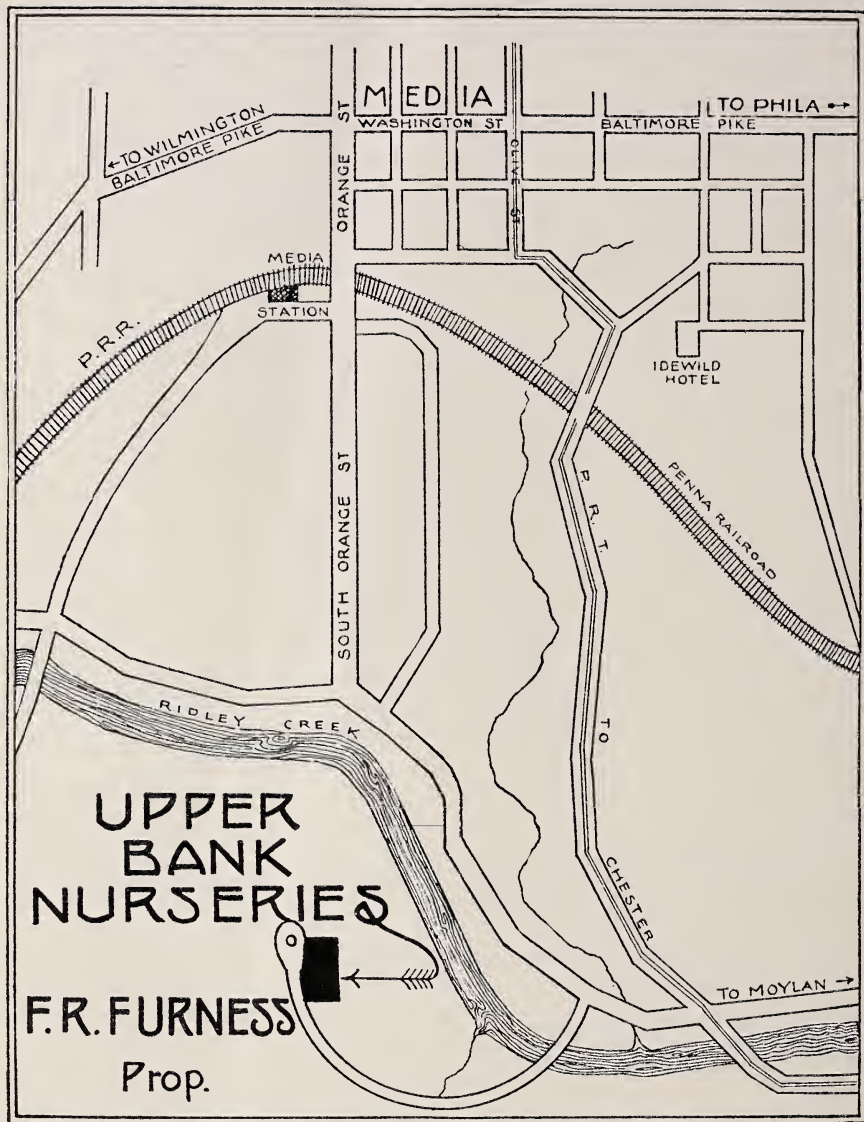 MEDIA
TO PHILA →
WASHINGTON ST
BALTIMORE PIKE
← TO WILMINGTON
BALTIMORE PIKE
ORANGE ST
OLIVE ST
MEDIA
STATION
P.R.R.
IDEWILD
HOTEL
PENNA RAILROAD
SOUTH ORANGE ST
P. R. T. TO CHESTER
RIDLEY CREEK
UPPER
BANK
NURSERIES
TO MOYLAN →
F. R. FURNESS
Prop.